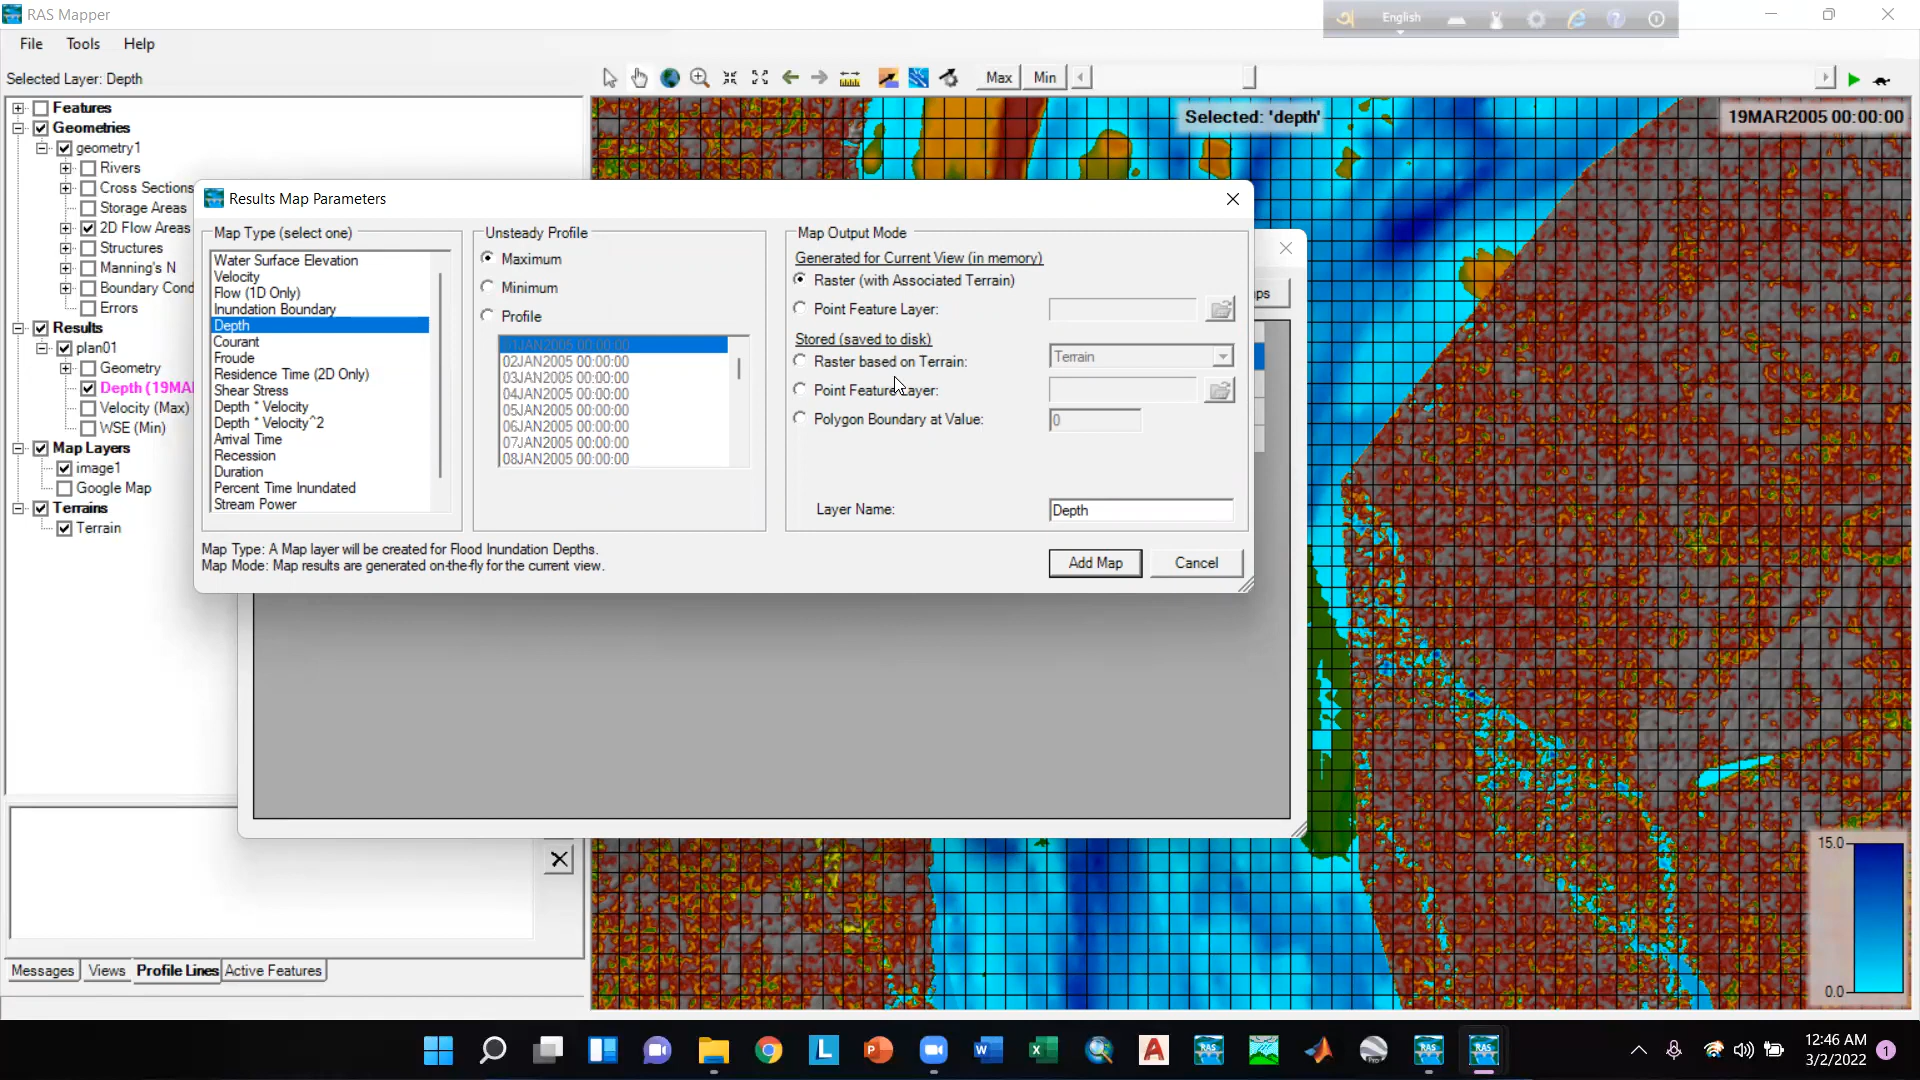 RAS Mapper
English
File Tools Help
Selected Layer: Depth
Max Min
Features
Geometries
geometry1
Rivers
Cross Sections
Storage Areas
2D Flow Areas
Structures
Manning's N
Boundary Cond
Errors
Results
plan01
Geometry
Depth (19MA
Velocity (Max)
WSE (Min)
Map Layers
image1
Google Map
Terrains
Terrain
Selected: 'depth'
19MAR2005 00:00:00
Results Map Parameters
Map Type (select one)
Water Surface Elevation
Velocity
Flow (1D Only)
Inundation Boundary
Depth
Courant
Froude
Residence Time (2D Only)
Shear Stress
Depth * Velocity
Depth * Velocity^2
Arrival Time
Recession
Duration
Percent Time Inundated
Stream Power
Unsteady Profile
Maximum
Minimum
Profile
01JAN2005 00:00:00
02JAN2005 00:00:00
03JAN2005 00:00:00
04JAN2005 00:00:00
05JAN2005 00:00:00
06JAN2005 00:00:00
07JAN2005 00:00:00
08JAN2005 00:00:00
Map Output Mode
Generated for Current View (in memory)
Raster (with Associated Terrain)
Point Feature Layer:
Stored (saved to disk)
Raster based on Terrain: Terrain
Point Feature Layer:
Polygon Boundary at Value: 0
Layer Name: Depth
Map Type: A Map layer will be created for Flood Inundation Depths.
Map Mode: Map results are generated on-the-fly for the current view.
Add Map Cancel
ps
15.0
0.0
Messages Views Profile Lines Active Features
12:46 AM
3/2/2022
1